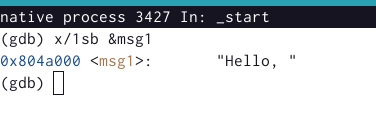 native process 3427 In: _start
(gdb) x/1sb &msg1
0x804a000 <msg1>:       "Hello, "
(gdb)